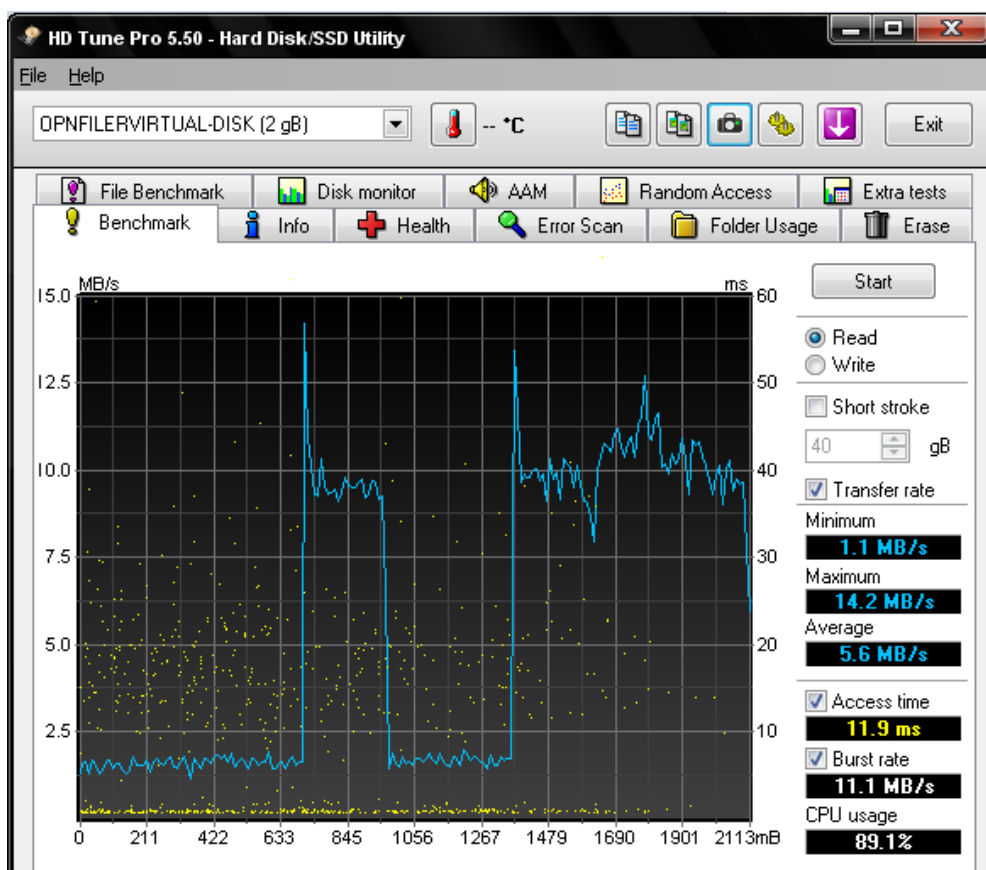 HD Tune Pro 5.50 - Hard Disk/SSD Utility
File Help
OPNFILERVIRTUAL-DISK (2 gB)
-- °C
Exit
File Benchmark
Disk monitor
AAM
Random Access
Extra tests
Benchmark
Info
Health
Error Scan
Folder Usage
Erase
MB/s
ms
15.0
12.5
10.0
7.5
5.0
2.5
60
50
40
30
20
10
0 211 422 633 845 1056 1267 1479 1690 1901 2113mB
Start
Read
Write
Short stroke
40 gB
Transfer rate
Minimum
1.1 MB/s
Maximum
14.2 MB/s
Average
5.6 MB/s
Access time
11.9 ms
Burst rate
11.1 MB/s
CPU usage
89.1%